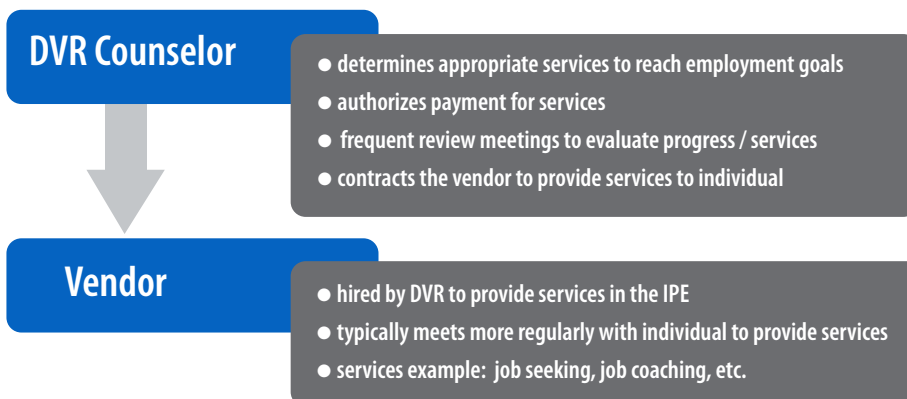 DVR Counselor
● determines appropriate services to reach employment goals
● authorizes payment for services
● frequent review meetings to evaluate progress / services
● contracts the vendor to provide services to individual
Vendor
● hired by DVR to provide services in the IPE
● typically meets more regularly with individual to provide services
● services example: job seeking, job coaching, etc.